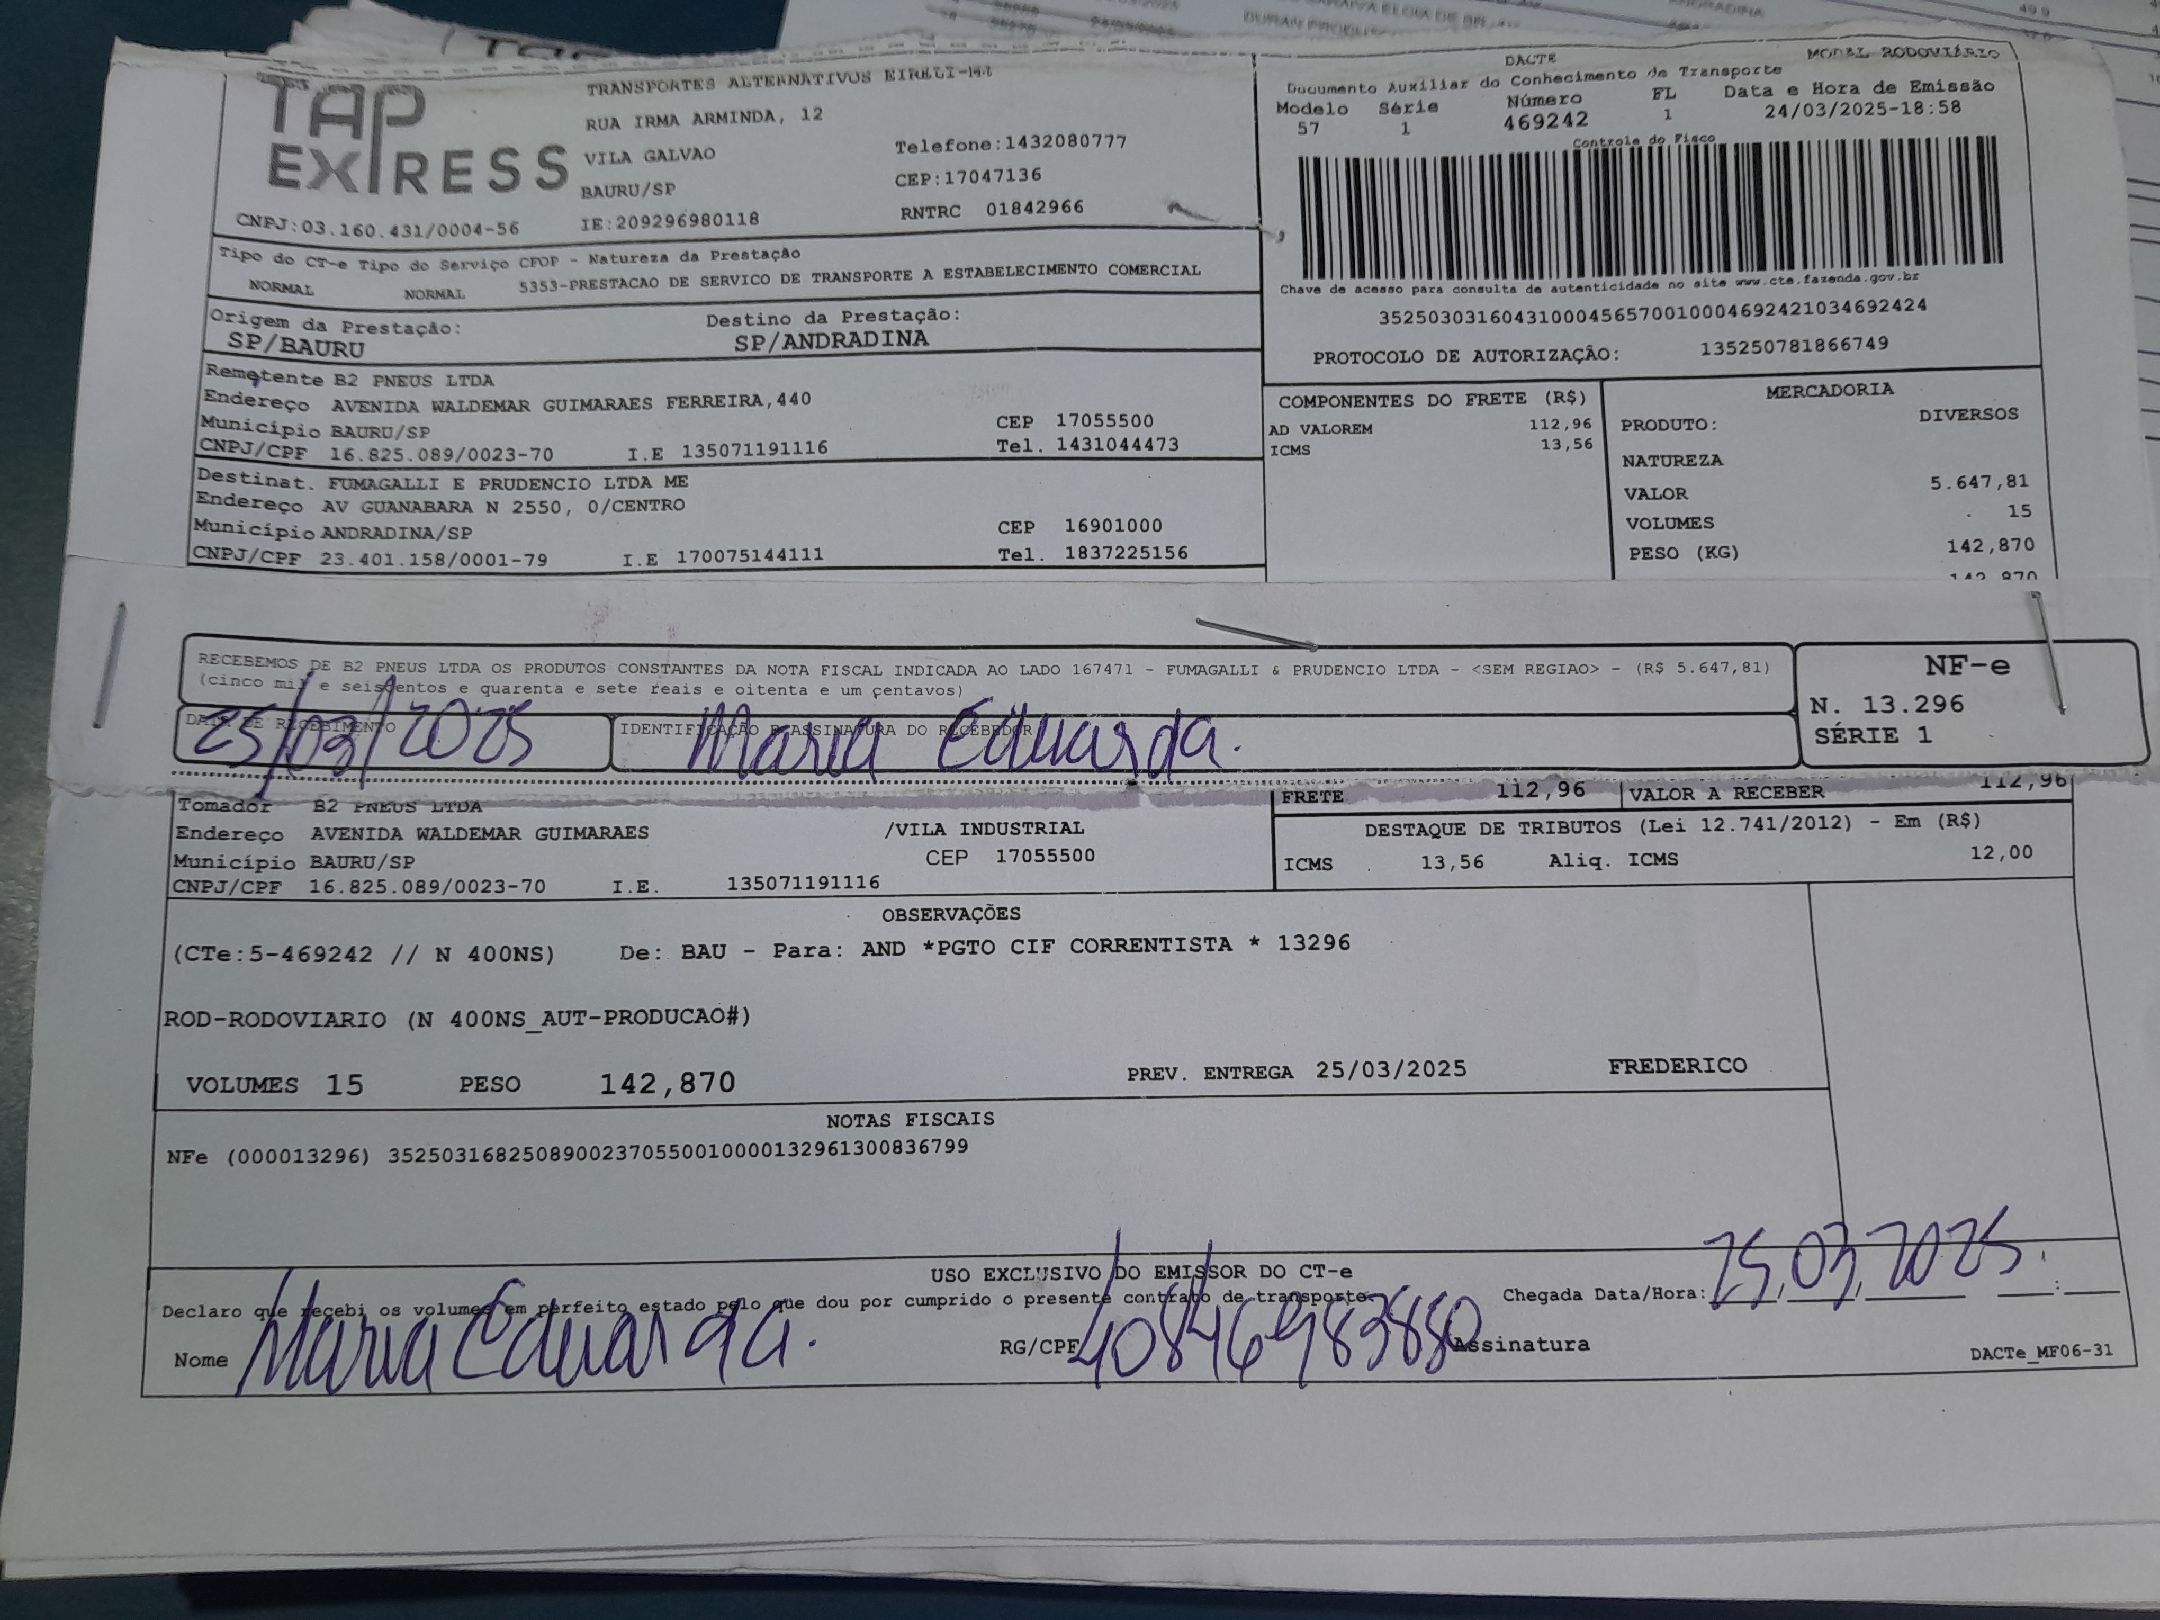 TAP
EXPRESS
TRANSPORTES ALTERNATIVOS EIRELI-ME
RUA IRMA ARMINDA, 12
VILA GALVAO
BAURU/SP
Telefone:1432080777
CEP:17047136
CNPJ:03.160.431/0004-56 IE:209296980118 RNTRC 01842966
DACTE MODAL RODOVIÁRIO
Documento Auxiliar do Conhecimento de Transporte
Modelo Série Número FL Data e Hora de Emissão
57 1 469242 1 24/03/2025-18:58
Controle do Fisco
Chave de acesso para consulta de autenticidade no site www.cte.fazenda.gov.br
35250303160431000456570010004692421034692424
PROTOCOLO DE AUTORIZAÇÃO: 135250781866749
Tipo do CT-e Tipo do Serviço CFOP - Natureza da Prestação
NORMAL NORMAL 5353-PRESTACAO DE SERVICO DE TRANSPORTE A ESTABELECIMENTO COMERCIAL
Origem da Prestação: Destino da Prestação:
SP/BAURU SP/ANDRADINA
Remetente B2 PNEUS LTDA
Endereço AVENIDA WALDEMAR GUIMARAES FERREIRA,440
Município BAURU/SP CEP 17055500
CNPJ/CPF 16.825.089/0023-70 I.E 135071191116 Tel. 1431044473
Destinat. FUMAGALLI E PRUDENCIO LTDA ME
Endereço AV GUANABARA N 2550, 0/CENTRO
Município ANDRADINA/SP CEP 16901000
CNPJ/CPF 23.401.158/0001-79 I.E 170075144111 Tel. 1837225156
COMPONENTES DO FRETE (R$)
AD VALOREM 112,96
ICMS 13,56
MERCADORIA
PRODUTO: DIVERSOS
NATUREZA
VALOR 5.647,81
VOLUMES 15
PESO (KG) 142,870
142,870
RECEBEMOS DE B2 PNEUS LTDA OS PRODUTOS CONSTANTES DA NOTA FISCAL INDICADA AO LADO 167471 - FUMAGALLI & PRUDENCIO LTDA - <SEM REGIAO> - (R$ 5.647,81)
(cinco mil e seiscentos e quarenta e sete reais e oitenta e um centavos)
DATA DE RECEBIMENTO IDENTIFICAÇÃO E ASSINATURA DO RECEBEDOR
25/03/2025 Maria Eduarda.
NF-e
N. 13.296
SÉRIE 1
Tomador B2 PNEUS LTDA
Endereço AVENIDA WALDEMAR GUIMARAES /VILA INDUSTRIAL
Município BAURU/SP CEP 17055500
CNPJ/CPF 16.825.089/0023-70 I.E. 135071191116
FRETE 112,96 VALOR A RECEBER 112,96
DESTAQUE DE TRIBUTOS (Lei 12.741/2012) - Em (R$)
ICMS 13,56 Aliq. ICMS 12,00
OBSERVAÇÕES
(CTe:5-469242 // N 400NS) De: BAU - Para: AND *PGTO CIF CORRENTISTA * 13296
ROD-RODOVIARIO (N 400NS_AUT-PRODUCAO#)
VOLUMES 15 PESO 142,870 PREV. ENTREGA 25/03/2025 FREDERICO
NOTAS FISCAIS
NFe (000013296) 35250316825089002370550010000132961300836799
USO EXCLUSIVO DO EMISSOR DO CT-e
Declaro que recebi os volumes em perfeito estado pelo que dou por cumprido o presente contrato de transporte. Chegada Data/Hora: 25.03.2025.
Nome Maria Eduarda. RG/CPF 40846983850 Assinatura
DACTe_MF06-31